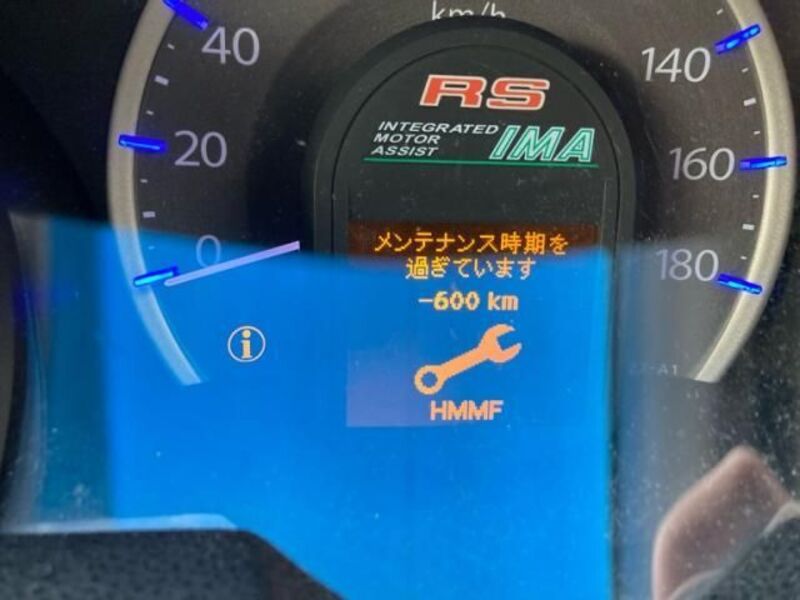 km/h
40
20
0
140
160
180
RS
INTEGRATED
MOTOR
ASSIST
IMA
メンテナンス時期を
過ぎています
-600 km
i
HMMF